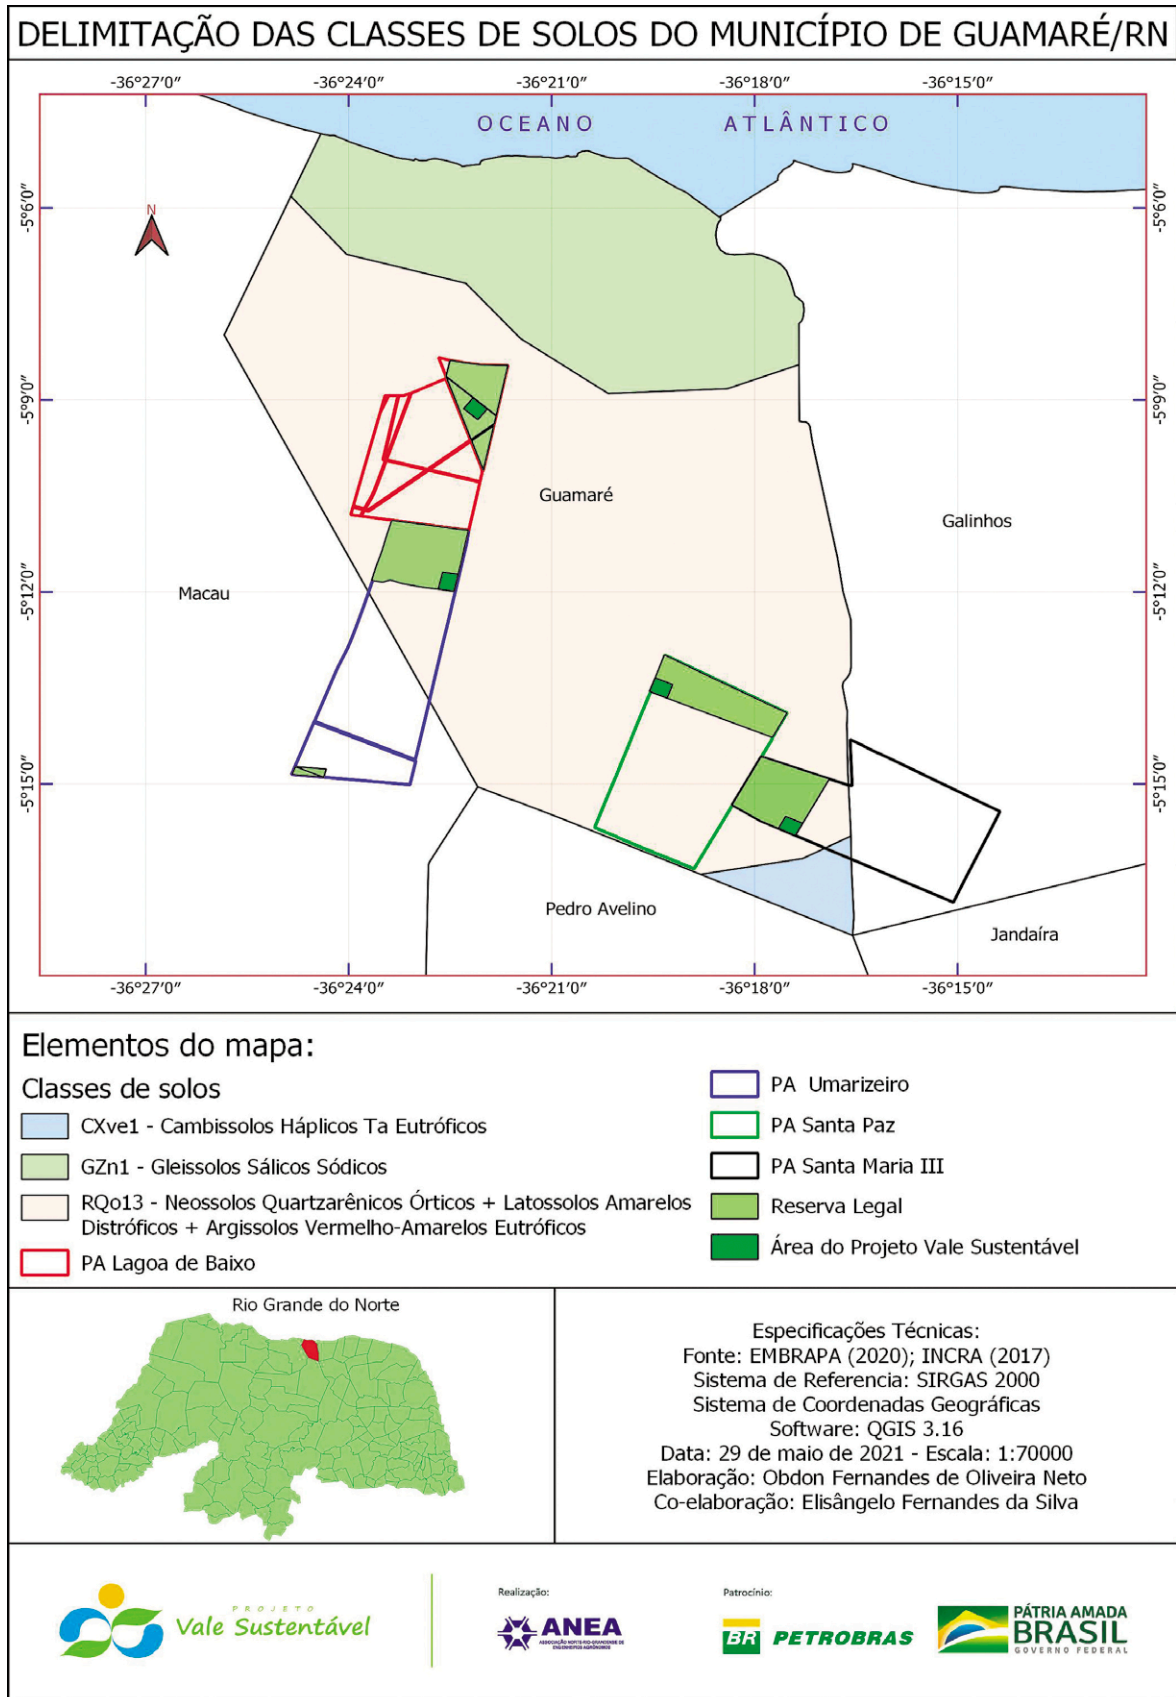 DELIMITAÇÃO DAS CLASSES DE SOLOS DO MUNICÍPIO DE GUAMARÉ/RN
-36°27'0" -36°24'0" -36°21'0" -36°18'0" -36°15'0"
OCEANO ATLÂNTICO
-5°6'0" -5°6'0"
N
-5°9'0" -5°9'0"
Guamaré
Galinhos
Macau
-5°12'0" -5°12'0"
-5°15'0" -5°15'0"
Pedro Avelino
Jandaíra
-36°27'0" -36°24'0" -36°21'0" -36°18'0" -36°15'0"
Elementos do mapa:
Classes de solos
CXve1 - Cambissolos Háplicos Ta Eutróficos
GZn1 - Gleissolos Sálicos Sódicos
RQo13 - Neossolos Quartzarênicos Órticos + Latossolos Amarelos
Distróficos + Argissolos Vermelho-Amarelos Eutróficos
PA Lagoa de Baixo
PA Umarizeiro
PA Santa Paz
PA Santa Maria III
Reserva Legal
Área do Projeto Vale Sustentável
Rio Grande do Norte
Especificações Técnicas:
Fonte: EMBRAPA (2020); INCRA (2017)
Sistema de Referencia: SIRGAS 2000
Sistema de Coordenadas Geográficas
Software: QGIS 3.16
Data: 29 de maio de 2021 - Escala: 1:70000
Elaboração: Obdon Fernandes de Oliveira Neto
Co-elaboração: Elisângelo Fernandes da Silva
PROJETO
Vale Sustentável
Realização:
ANEA
ASSOCIAÇÃO NORTE-RIO-GRANDENSE DE
ENGENHEIROS AGRÔNOMOS
Patrocínio:
BR PETROBRAS
PÁTRIA AMADA
BRASIL
GOVERNO FEDERAL